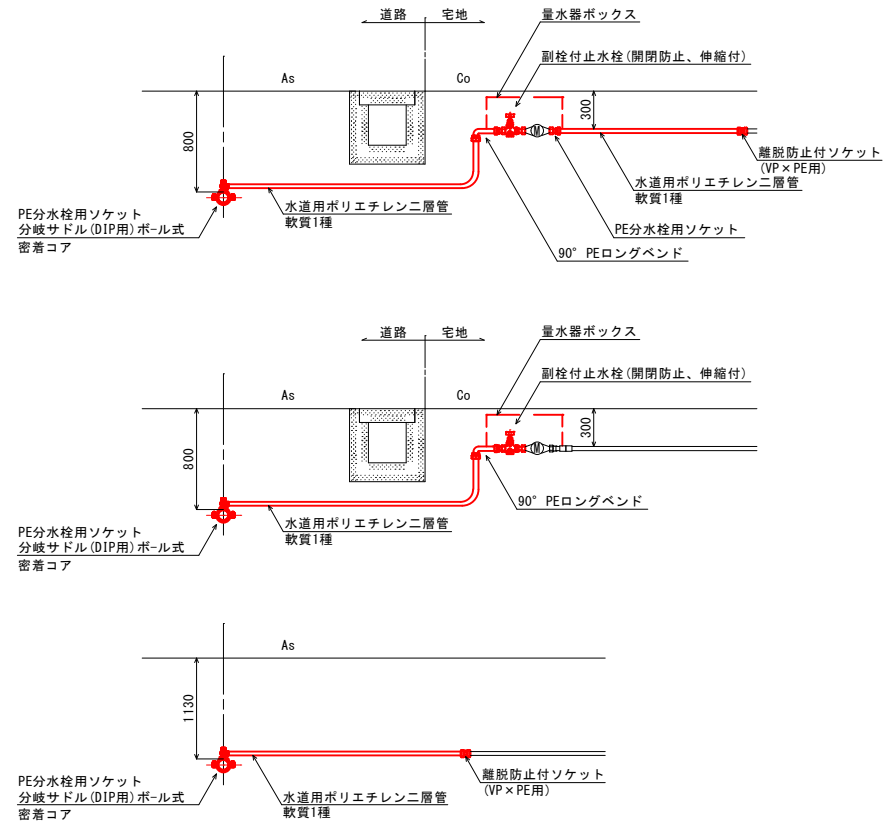 道路 宅地
量水器ボックス
副栓付止水栓(開閉防止、伸縮付)
As
Co
800
300
M
離脱防止付ソケット
(VP×PE用)
水道用ポリエチレン二層管
軟質1種
水道用ポリエチレン二層管
軟質1種
PE分水栓用ソケット
分岐サドル(DIP用)ボール式
密着コア
PE分水栓用ソケット
90° PEロングベンド
道路 宅地
量水器ボックス
副栓付止水栓(開閉防止、伸縮付)
As
Co
800
300
M
90° PEロングベンド
水道用ポリエチレン二層管
軟質1種
PE分水栓用ソケット
分岐サドル(DIP用)ボール式
密着コア
As
1130
離脱防止付ソケット
(VP×PE用)
水道用ポリエチレン二層管
軟質1種
PE分水栓用ソケット
分岐サドル(DIP用)ボール式
密着コア